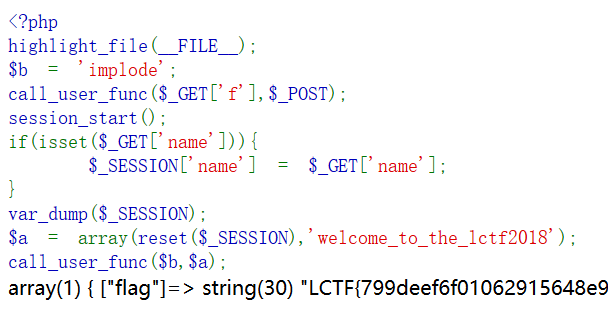 <?php
highlight_file(__FILE__);
$b = 'implode';
call_user_func($_GET['f'],$_POST);
session_start();
if(isset($_GET['name'])){
$_SESSION['name'] = $_GET['name'];
}
var_dump($_SESSION);
$a = array(reset($_SESSION),'welcome_to_the_lctf2018');
call_user_func($b,$a);
array(1) { ["flag"]=> string(30) "LCTF{799deef6f01062915648e9